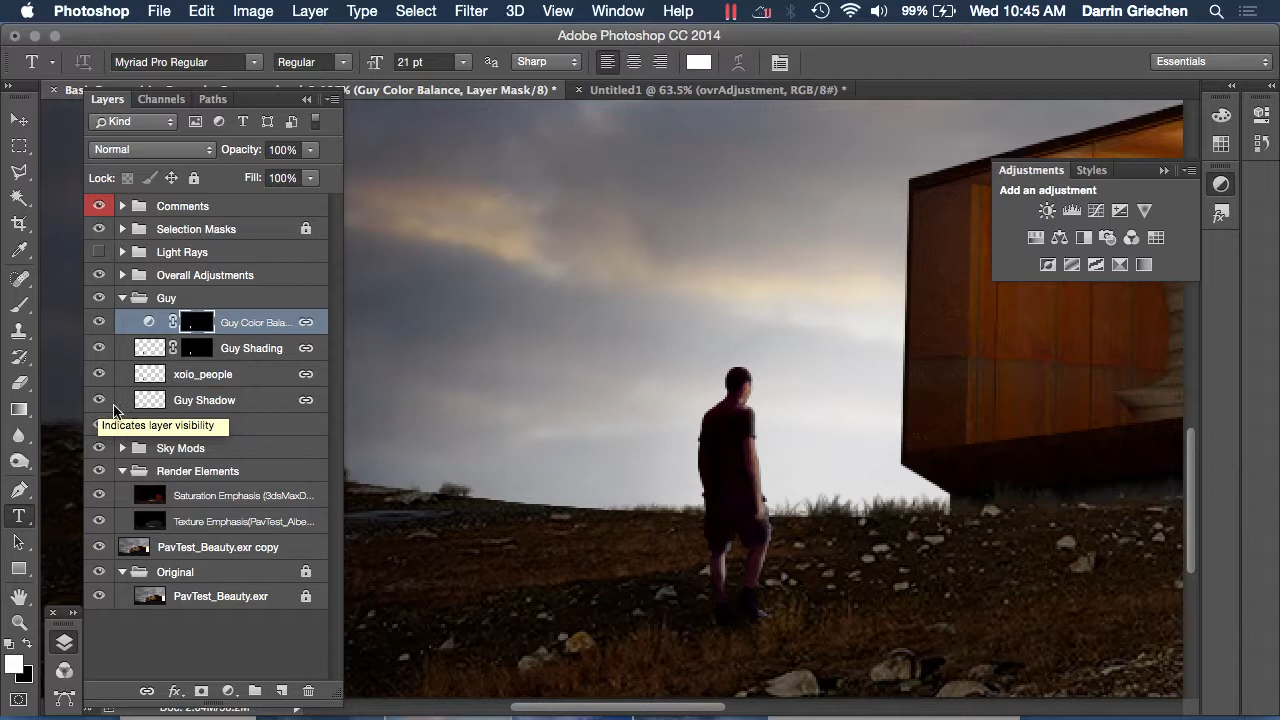 Photoshop File Edit Image Layer Type Select Filter 3D View Window Help 99% Wed 10:45 AM Darrin Griechen
Adobe Photoshop CC 2014
T Myriad Pro Regular Regular 21 pt Sharp Essentials
% (Guy Color Balance, Layer Mask/8) * Untitled1 @ 63.5% (ovrAdjustment, RGB/8#) *
Layers Channels Paths
Kind
Normal Opacity: 100%
Lock: Fill: 100%
Adjustments Styles
Add an adjustment
Comments
Selection Masks
Light Rays
Overall Adjustments
Guy
Guy Color Bala...
Guy Shading
xoio_people
Guy Shadow
Indicates layer visibility
Sky Mods
Render Elements
Saturation Emphasis (3dsMaxD...
Texture Emphasis(PavTest_Albe...
PavTest_Beauty.exr copy
Original
PavTest_Beauty.exr
fx